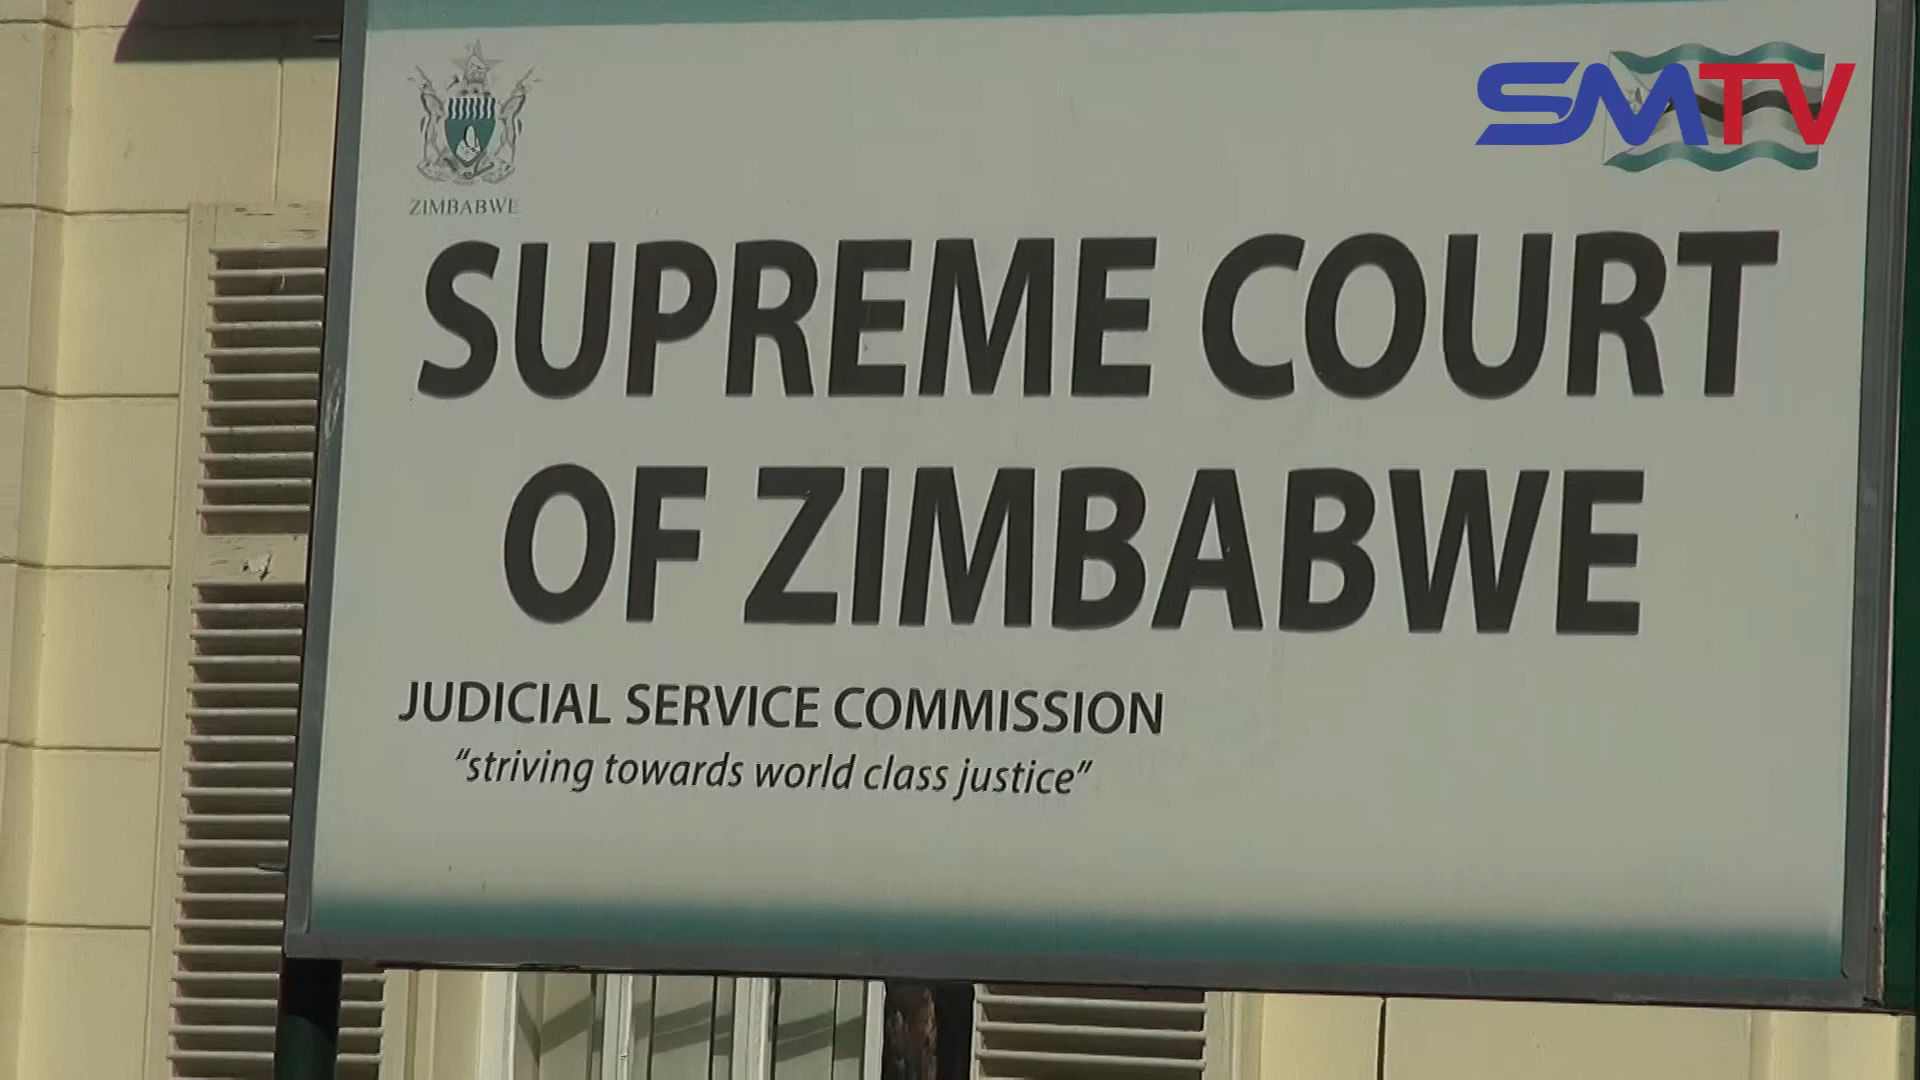 SMTV
ZIMBABWE
SUPREME COURT
OF ZIMBABWE
JUDICIAL SERVICE COMMISSION
“striving towards world class justice”